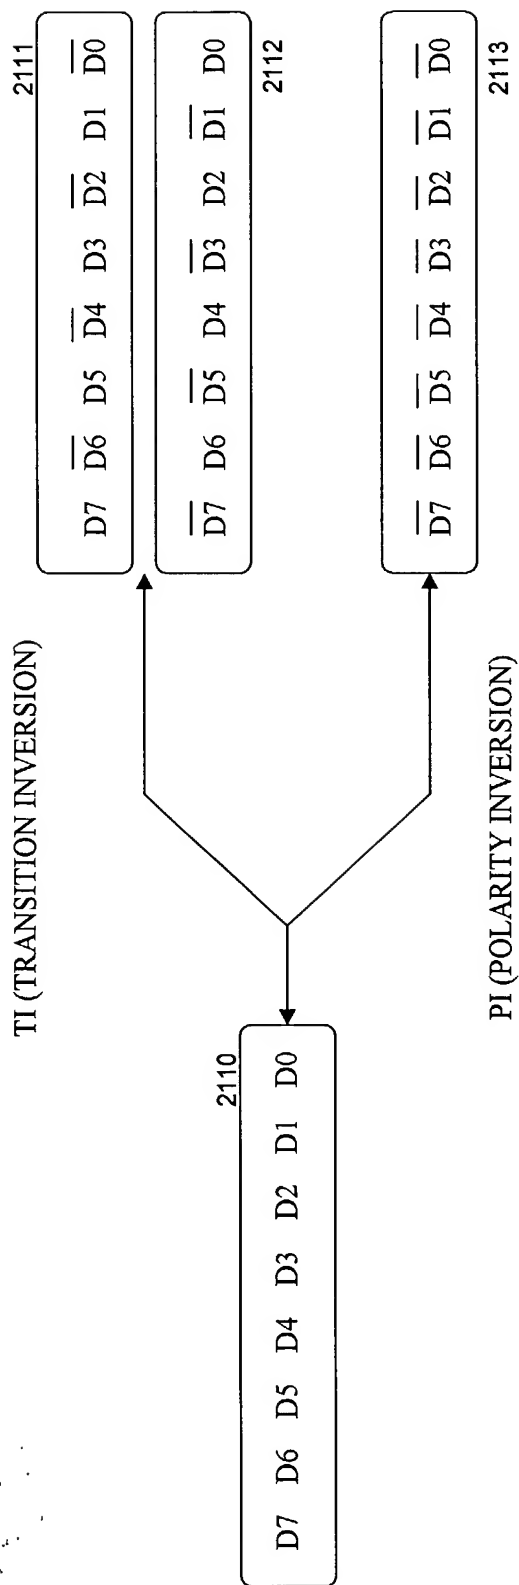 TI (TRANSITION INVERSION)
2111
D7 D̅6̅ D5 D̅4̅ D3 D̅2̅ D1 D̅0̅
D̅7̅ D6 D̅5̅ D4 D̅3̅ D2 D̅1̅ D0
2112
2110
D7 D6 D5 D4 D3 D2 D1 D0
D̅7̅ D̅6̅ D̅5̅ D̅4̅ D̅3̅ D̅2̅ D̅1̅ D̅0̅
2113
PI (POLARITY INVERSION)